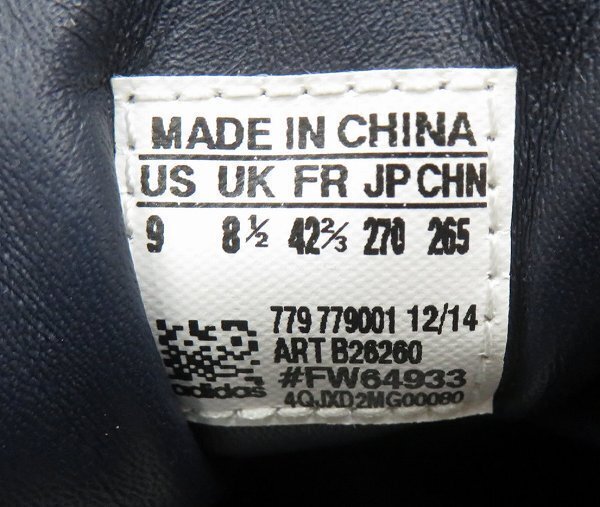 MADE IN CHINA
US UK FR JP CHN
9 8½ 42⅔ 270 265
779 779001 12/14
ART B26260
#FW64933
4QJXD2MG00080
adidas